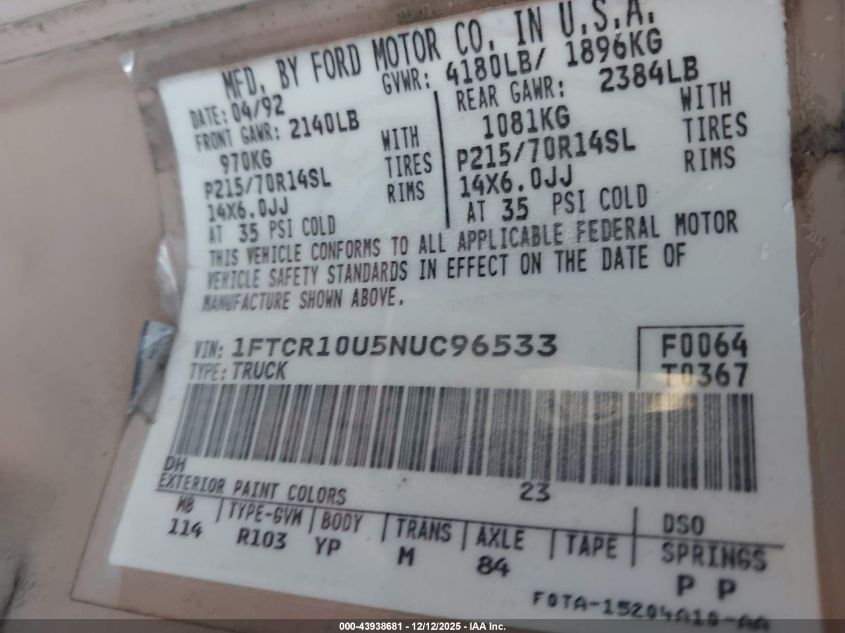 MFD. BY FORD MOTOR CO. IN U.S.A.
DATE: 04/92 GVWR: 4180LB/ 1896KG
FRONT GAWR: 2140LB REAR GAWR: 2384LB
970KG WITH 1081KG WITH
P215/70R14SL TIRES P215/70R14SL TIRES
14X6.0JJ RIMS 14X6.0JJ RIMS
AT 35 PSI COLD AT 35 PSI COLD
THIS VEHICLE CONFORMS TO ALL APPLICABLE FEDERAL MOTOR
VEHICLE SAFETY STANDARDS IN EFFECT ON THE DATE OF
MANUFACTURE SHOWN ABOVE.
VIN: 1FTCR10U5NUC96533 F0064
TYPE: TRUCK T0367
DH
EXTERIOR PAINT COLORS 23 DSO
WB TYPE-GVW BODY TRANS AXLE TAPE SPRINGS
114 R103 YP M 84 P P
F0TA-15204A10-AA
000-43938681 - 12/12/2025 - IAA Inc.